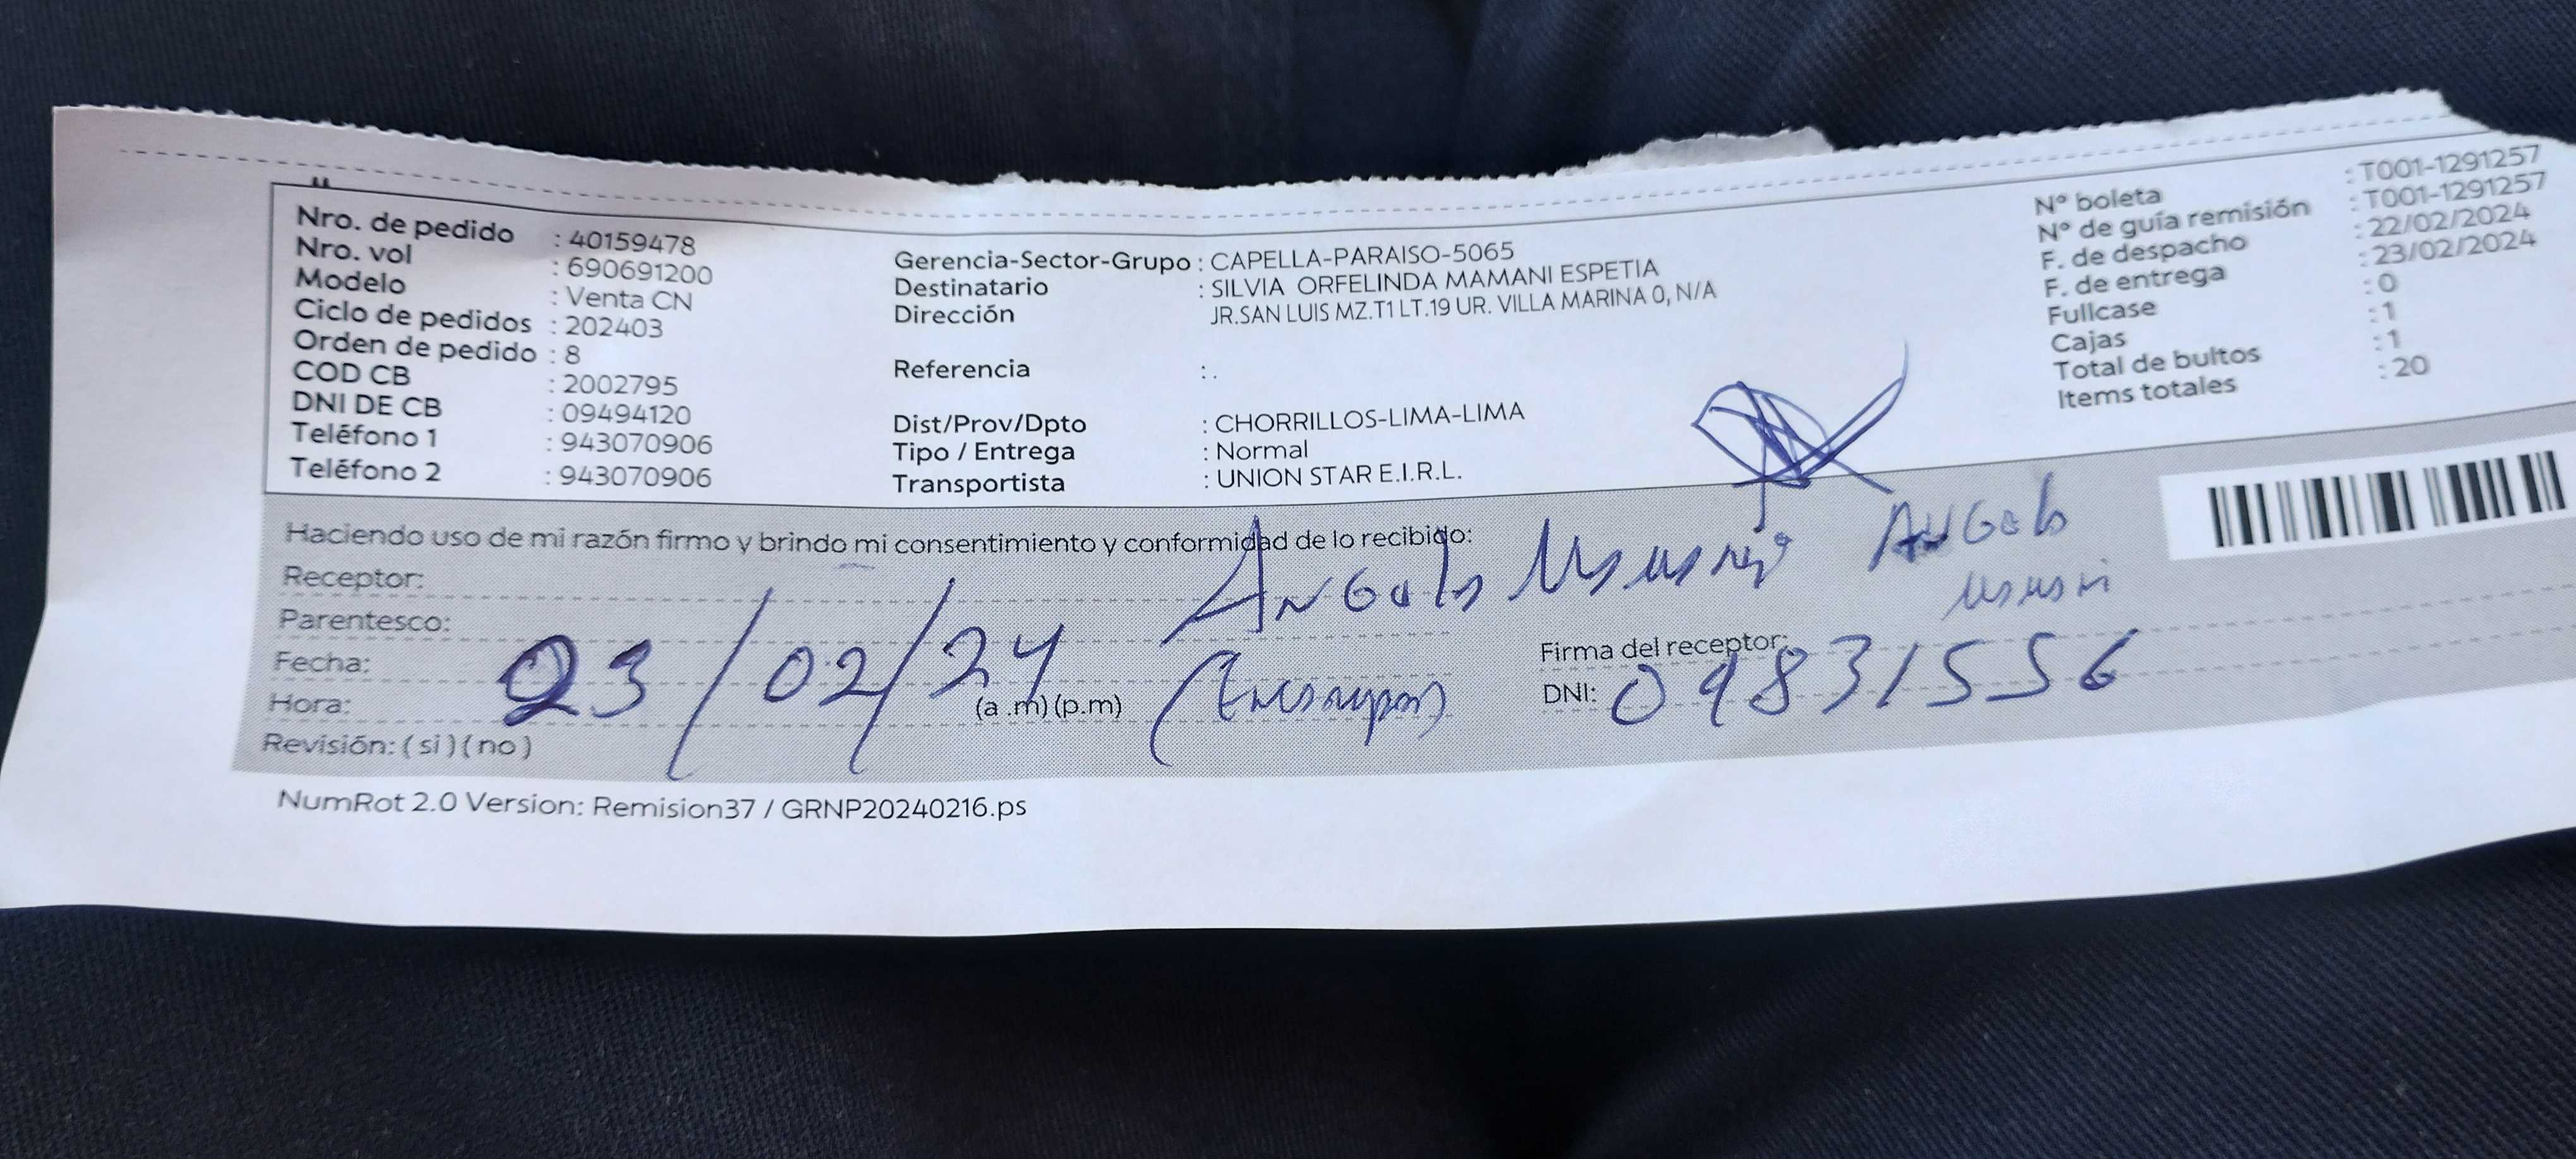 Nro. de pedido : 40159478
Nro. vol : 690691200
Modelo : Venta CN
Ciclo de pedidos : 202403
Orden de pedido : 8
COD CB : 2002795
DNI DE CB : 09494120
Teléfono 1 : 943070906
Teléfono 2 : 943070906
Gerencia-Sector-Grupo : CAPELLA-PARAISO-5065
Destinatario : SILVIA ORFELINDA MAMANI ESPETIA
Dirección JR.SAN LUIS MZ.T1 LT.19 UR. VILLA MARINA 0, N/A
Referencia : .
Dist/Prov/Dpto : CHORRILLOS-LIMA-LIMA
Tipo / Entrega : Normal
Transportista : UNION STAR E.I.R.L.
N° boleta : T001-1291257
N° de guía remisión : T001-1291257
F. de despacho : 22/02/2024
F. de entrega : 23/02/2024
Fullcase : 0
Cajas : 1
Total de bultos : 1
Items totales : 20
Haciendo uso de mi razón firmo y brindo mi consentimiento y conformidad de lo recibido:
Receptor:
Parentesco:
Fecha: 23/02/24
Hora: (a .m) (p.m)
Revisión: ( si ) ( no )
Firma del receptor:
DNI: 09831556
NumRot 2.0 Version: Remision37 / GRNP20240216.ps